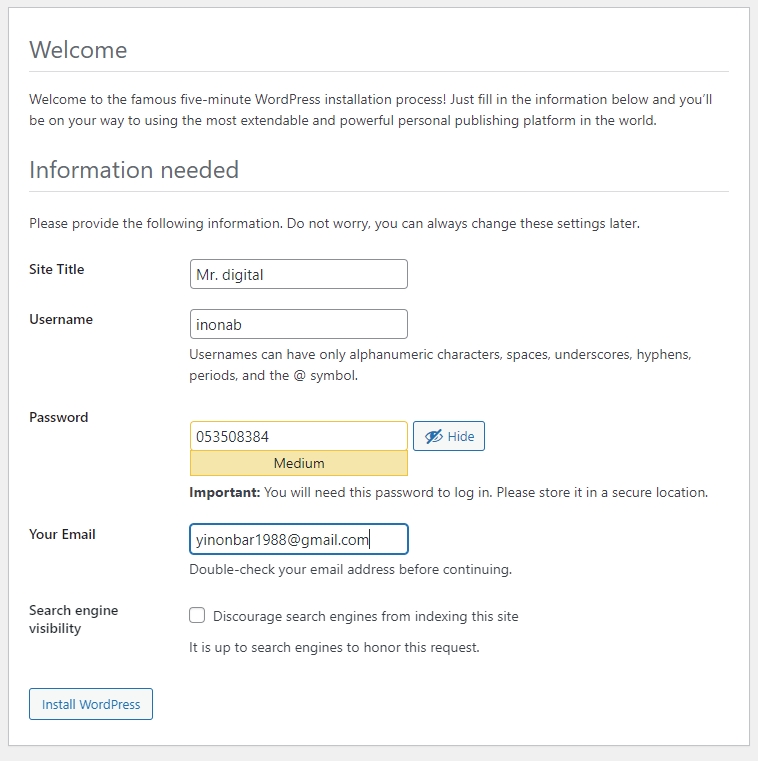 Welcome
Welcome to the famous five-minute WordPress installation process! Just fill in the information below and you’ll
be on your way to using the most extendable and powerful personal publishing platform in the world.
Information needed
Please provide the following information. Do not worry, you can always change these settings later.
Site Title
Mr. digital
Username
inonab
Usernames can have only alphanumeric characters, spaces, underscores, hyphens,
periods, and the @ symbol.
Password
053508384
Hide
Medium
Important: You will need this password to log in. Please store it in a secure location.
Your Email
yinonbar1988@gmail.com
Double-check your email address before continuing.
Search engine
visibility
Discourage search engines from indexing this site
It is up to search engines to honor this request.
Install WordPress